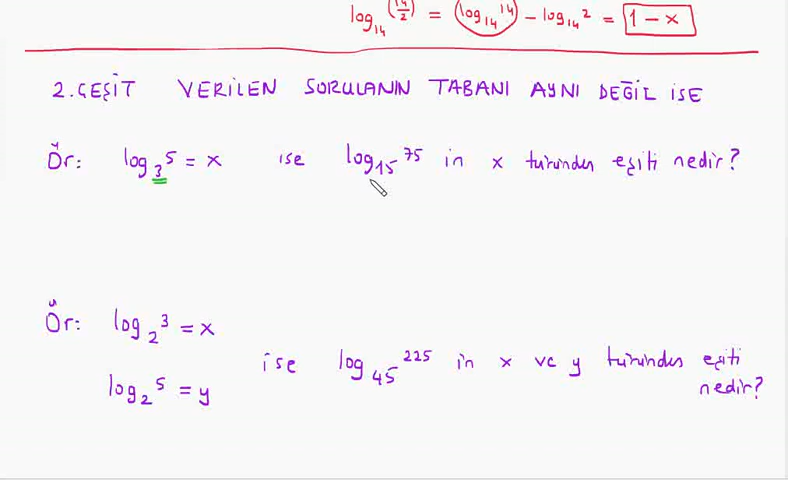 log₁₄(14/2) = log₁₄14 − log₁₄2 = 1 − x
2. ÇEŞİT VERİLEN SORULANIN TABANI AYNI DEĞİL İSE
Ör: log₃5 = x ise log₁₅75 in x türünden eşiti nedir?
Ör: log₂3 = x
log₂5 = y ise log₄₅225 in x ve y türünden eşiti
nedir?